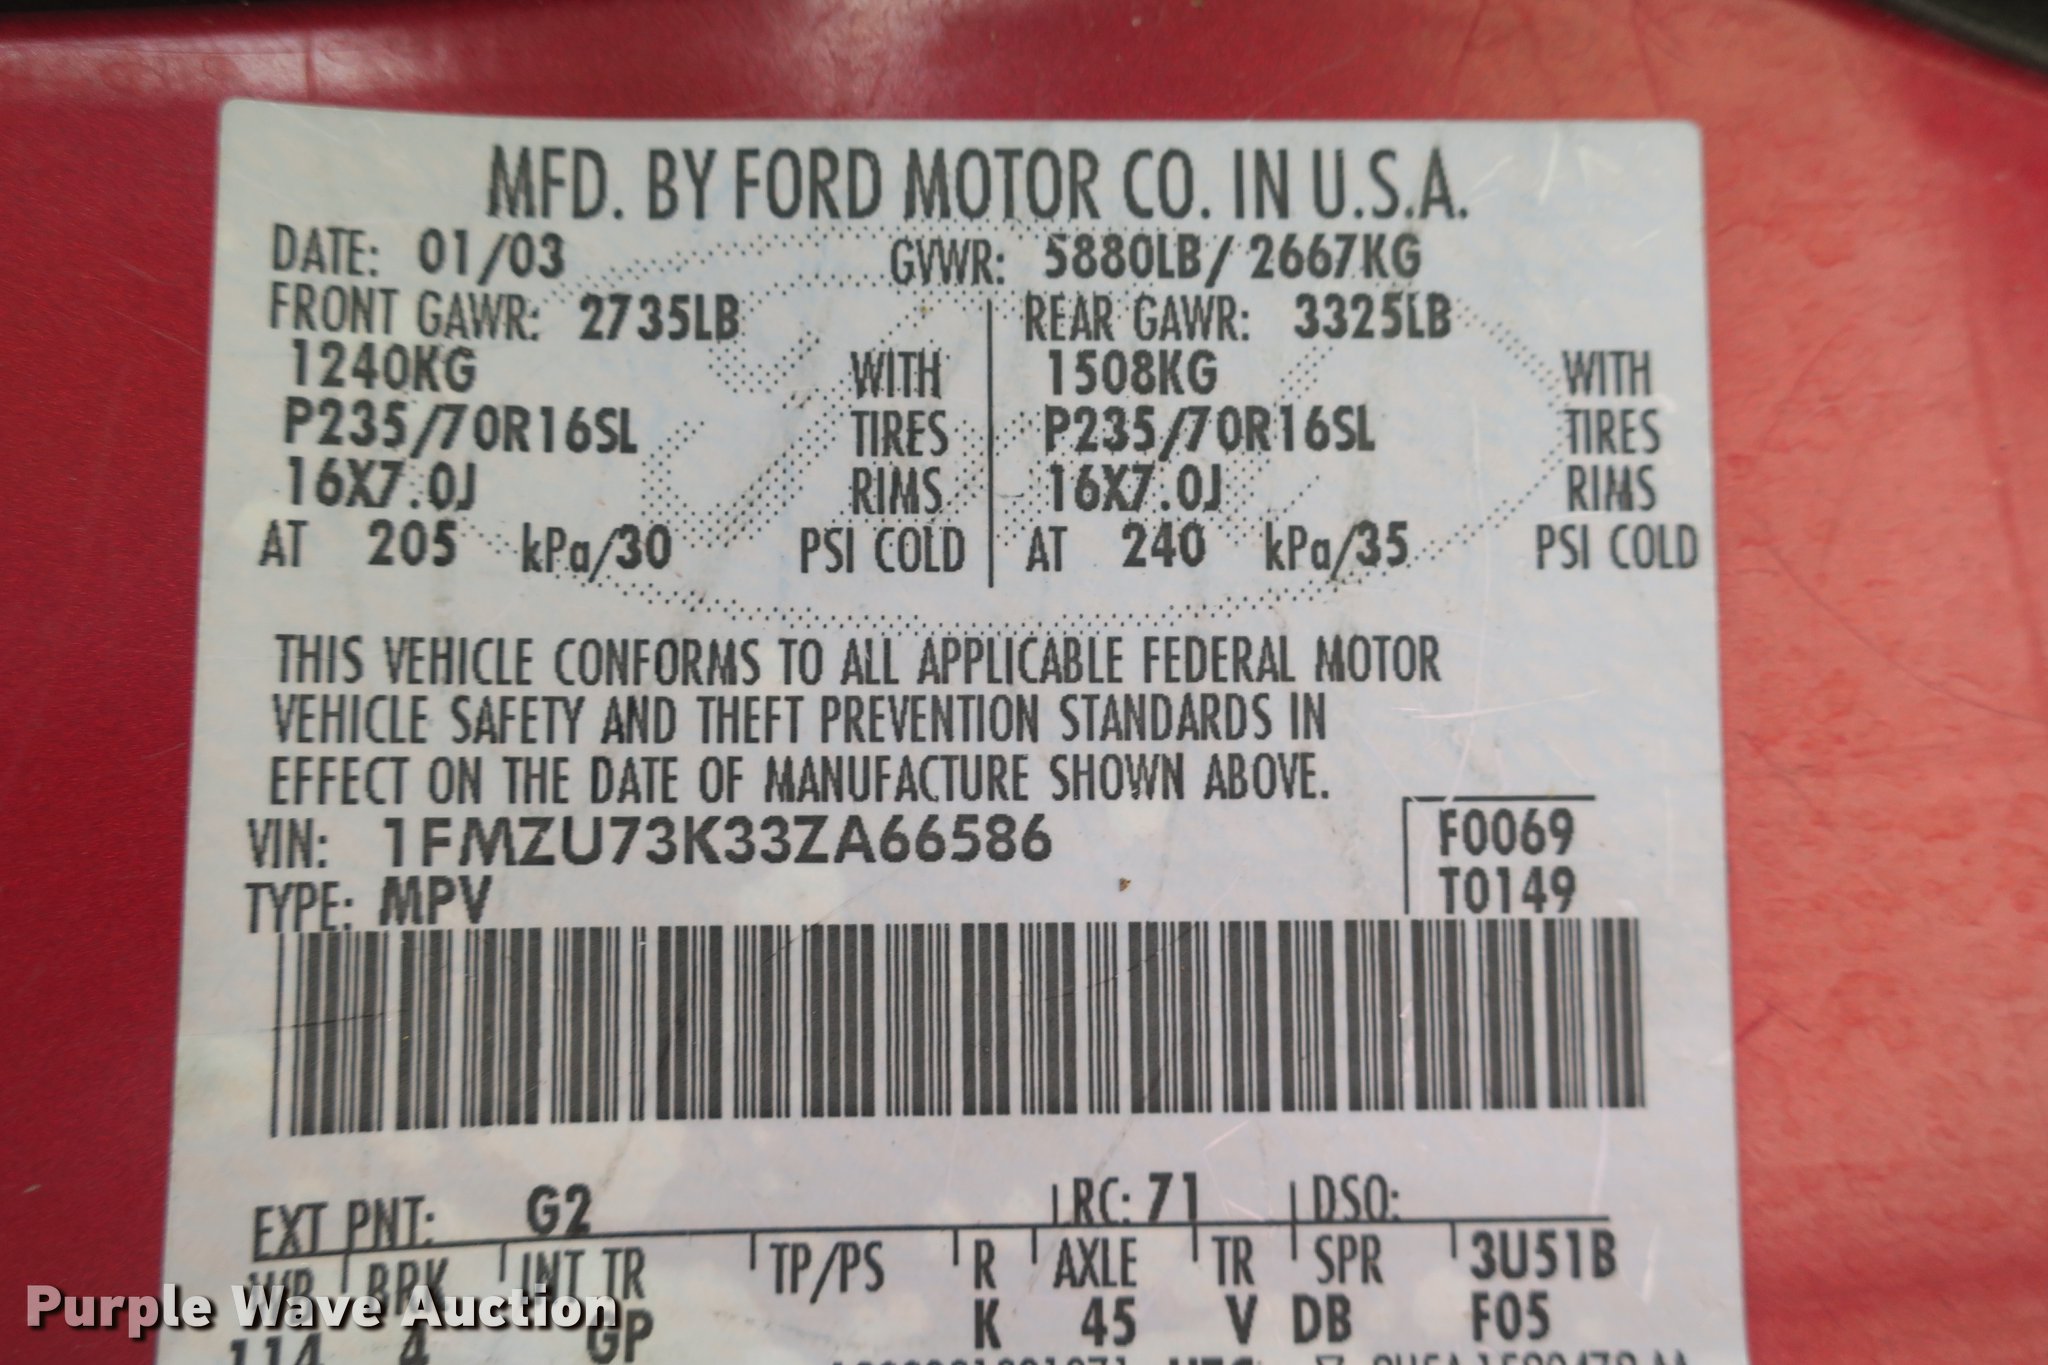 MFD. BY FORD MOTOR CO. IN U.S.A.
DATE: 01/03 GVWR: 5880LB/ 2667KG
FRONT GAWR: 2735LB REAR GAWR: 3325LB
1240KG WITH 1508KG WITH
P235/70R16SL TIRES P235/70R16SL TIRES
16X7.0J RIMS 16X7.0J RIMS
AT 205 kPa/30 PSI COLD AT 240 kPa/35 PSI COLD
THIS VEHICLE CONFORMS TO ALL APPLICABLE FEDERAL MOTOR
VEHICLE SAFETY AND THEFT PREVENTION STANDARDS IN
EFFECT ON THE DATE OF MANUFACTURE SHOWN ABOVE.
VIN: 1FMZU73K33ZA66586 F0069
TYPE: MPV T0149
EXT PNT: G2 RC: 71 DSO:
WB BRK INT TR TP/PS R AXLE TR SPR 3U51B
114 4 GP K 45 V DB F05
Purple Wave Auction